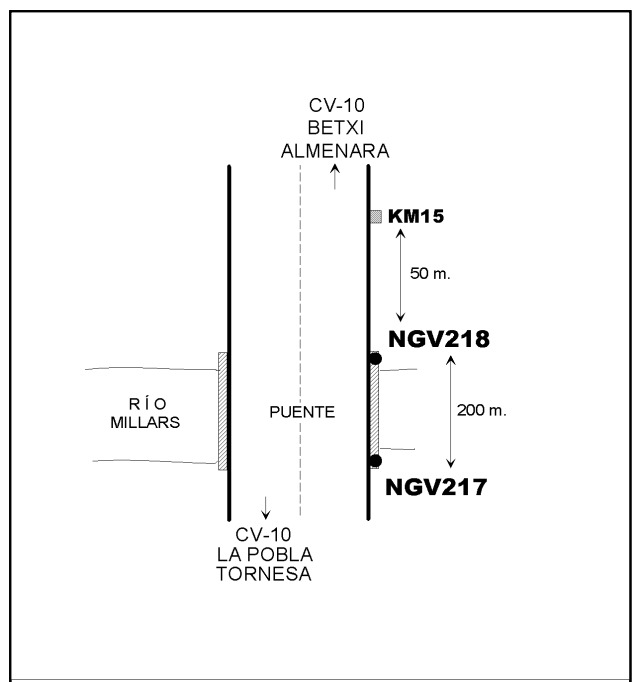 CV-10
BETXI
ALMENARA
KM15
50 m.
NGV218
RÍO
MILLARS
PUENTE
200 m.
NGV217
CV-10
LA POBLA
TORNESA